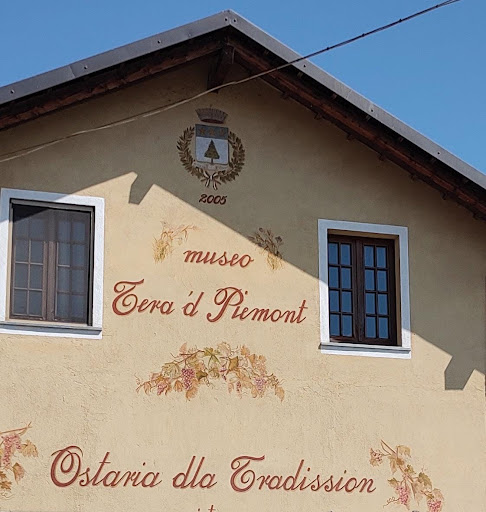 2005
museo
Tera 'd Piemont
Ostaria dla Tradission